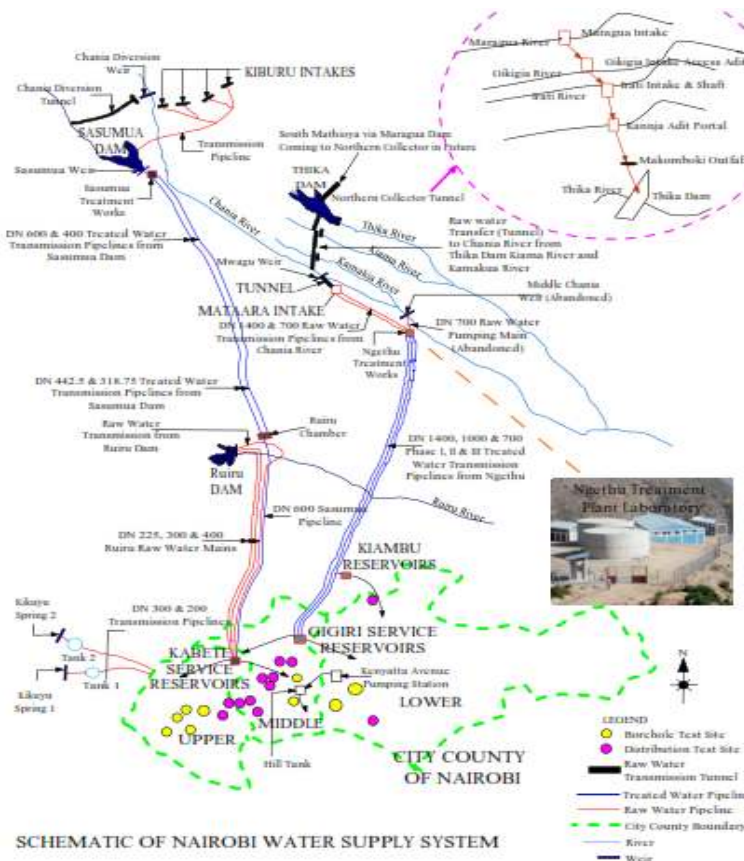 Maragua Intake
Maragua River
Gikigia Intake Access Adit
Gikigia River
Irati Intake & Shaft
Irati River
Kaninja Adit Portal
Makomboki Outfall
Thika River
Thika Dam
Chania Diversion
Weir
KIBURU INTAKES
Chania Diversion
Tunnel
SASUMUA
DAM
Transmission
Pipeline
Sasumua Weir
Sasumua
Treatment
Works
South Mathioya via Maragua Dam
Coming to Northern Collector in Future
THIKA
DAM
Northern Collector Tunnel
Chania River
Thika River
Kiama River
Kamakia River
Raw water
Transfer (Tunnel)
to Chania River from
Thika Dam Kiama River and
Kamakua River
DN 600 & 400 Treated Water
Transmission Pipelines from
Sasumua Dam
Mwagu Weir
TUNNEL
MATAARA INTAKE
Middle Chania
Weir (Abandoned)
DN 1400 & 700 Raw Water
Transmission Pipelines from
Chania River
DN 700 Raw Water
Pumping Main
(Abandoned)
Ngethu
Treatment
Works
DN 442.5 & 318.75 Treated Water
Transmission Pipelines from
Sasumua Dam
Raw Water
Transmission from
Ruiru Dam
Ruiru
Chamber
Ruiru
DAM
DN 1400, 1000 & 700
Phase I, II & III Treated
Water Transmission
Pipelines from Ngethu
Ruiru River
DN 600 Sasumua
Pipeline
DN 225, 300 & 400
Ruiru Raw Water Mains
Ngethu Treatment
Plant Laboratory
KIAMBU
RESERVOIRS
DN 300 & 200
Transmission Pipelines
Kikuyu
Spring 2
Tank 2
Kikuyu
Spring 1
Tank 1
KABETE
SERVICE
RESERVOIRS
GIGIRI SERVICE
RESERVOIRS
Kenyatta Avenue
Pumping Station
LOWER
MIDDLE
UPPER
Hill Tank
CITY COUNTY
OF NAIROBI
N
LEGEND
Borehole Test Site
Distribution Test Site
Raw Water
Transmission Tunnel
Treated Water Pipeline
Raw Water Pipeline
City County Boundary
River
Weir
SCHEMATIC OF NAIROBI WATER SUPPLY SYSTEM